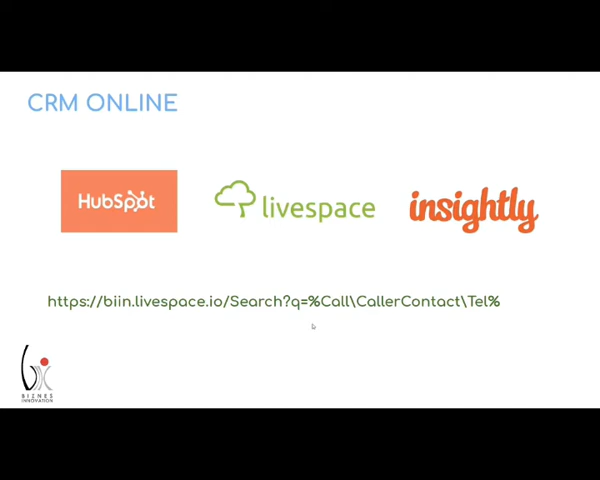 CRM ONLINE
HubSpot
livespace
insightly
https://biin.livespace.io/Search?q=%Call\CallerContact\Tel%
BIZNES
INNOVATION